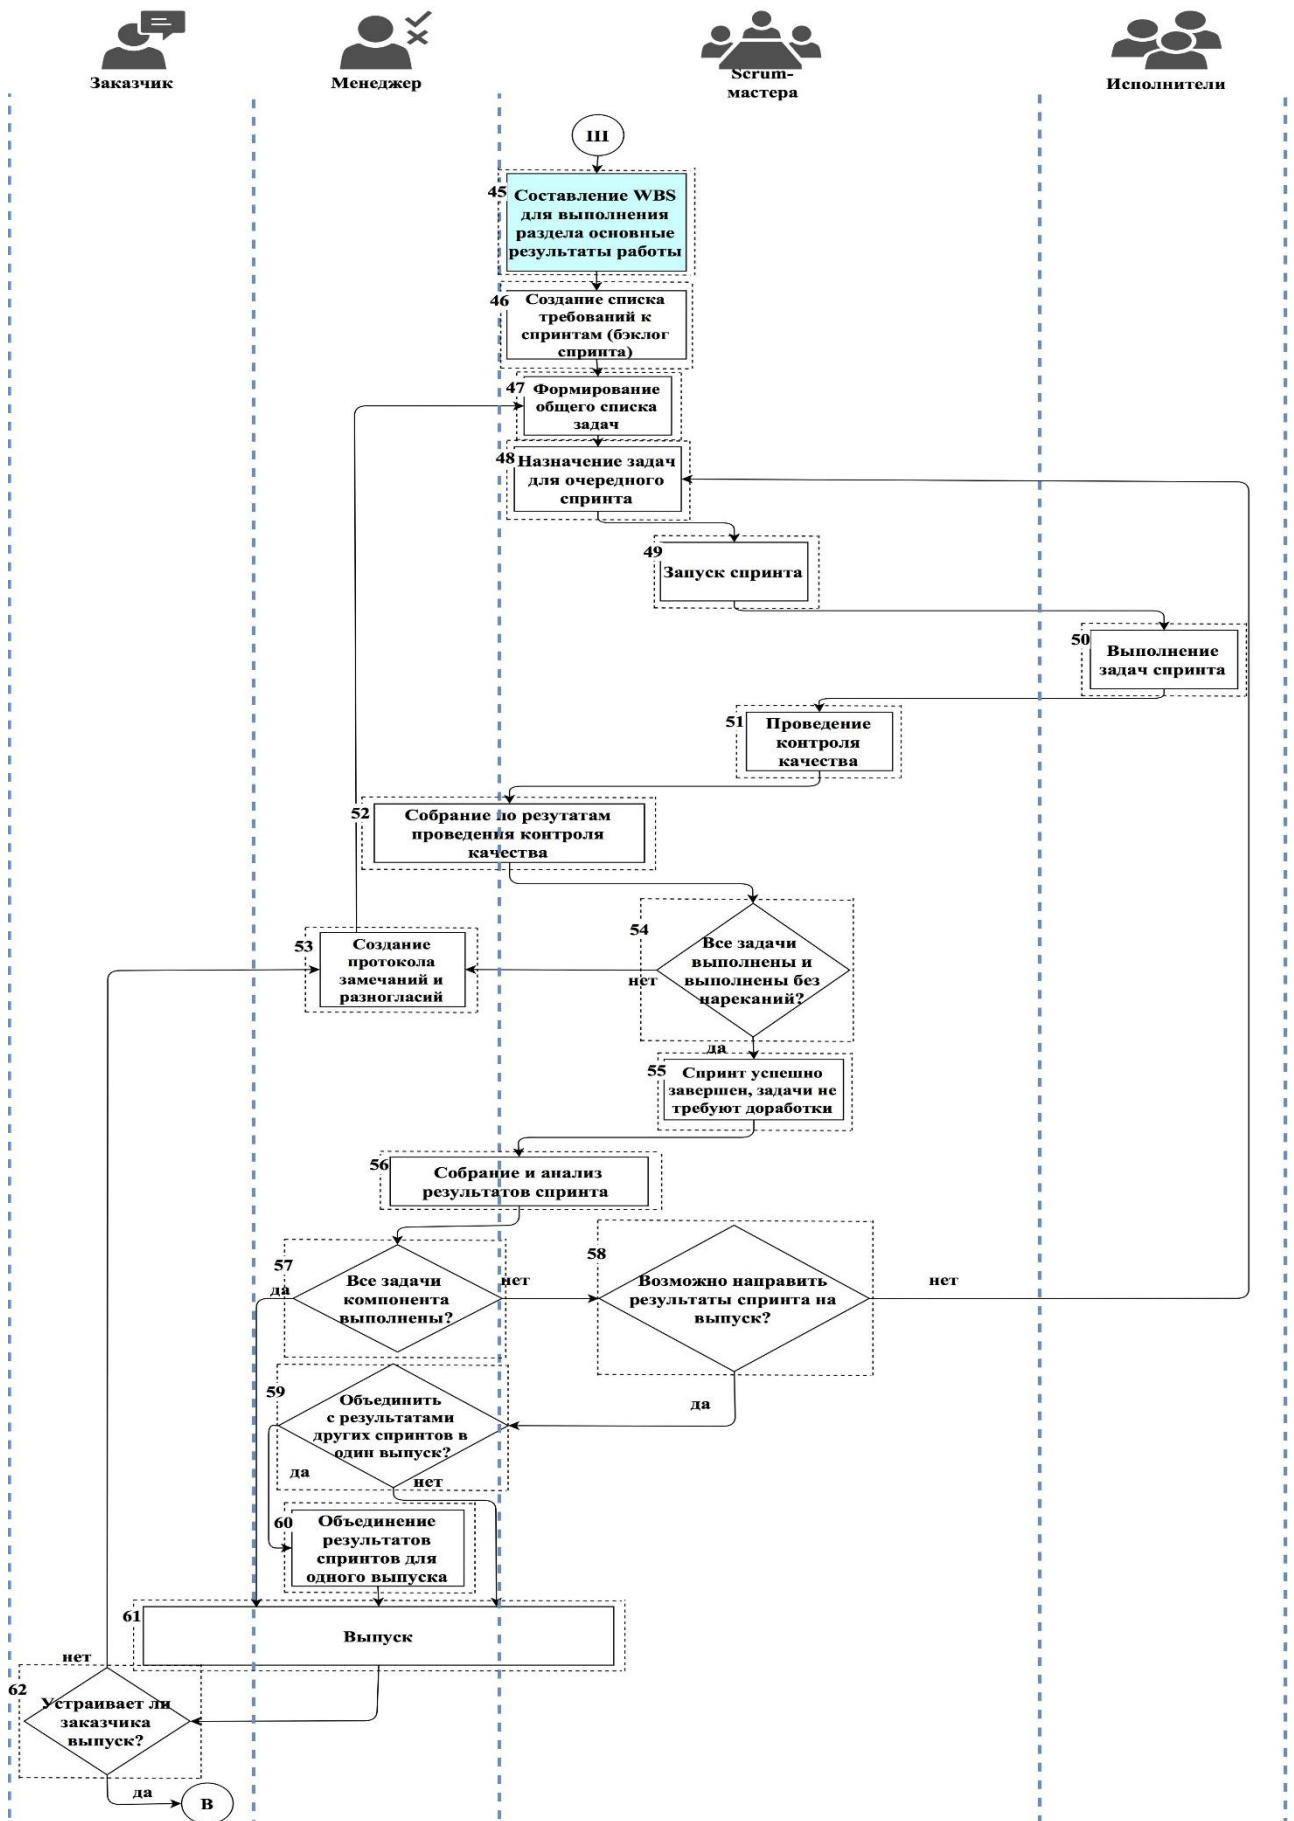 Заказчик
Менеджер
Scrum-
мастера
Исполнители
III
45
Составление WBS
для выполнения
раздела основные
результаты работы
46
Создание списка
требований к
спринтам (бэклог
спринта)
47
Формирование
общего списка
задач
48
Назначение задач
для очередного
спринта
49
Запуск спринта
50
Выполнение
задач спринта
51
Проведение
контроля
качества
52
Собрание по резутатам
проведения контроля
качества
54
Все задачи
выполнены и
выполнены без
нареканий?
нет
53
Создание
протокола
замечаний и
разногласий
да
55
Спринт успешно
завершен, задачи не
требуют доработки
56
Собрание и анализ
результатов спринта
57
Все задачи
компонента
выполнены?
да
нет
58
Возможно направить
результаты спринта на
выпуск?
нет
да
59
Объединить
с результатами
других спринтов в
один выпуск?
да
нет
60
Объединение
результатов
спринтов для
одного выпуска
61
Выпуск
нет
62
Устраивает ли
заказчика
выпуск?
да
В